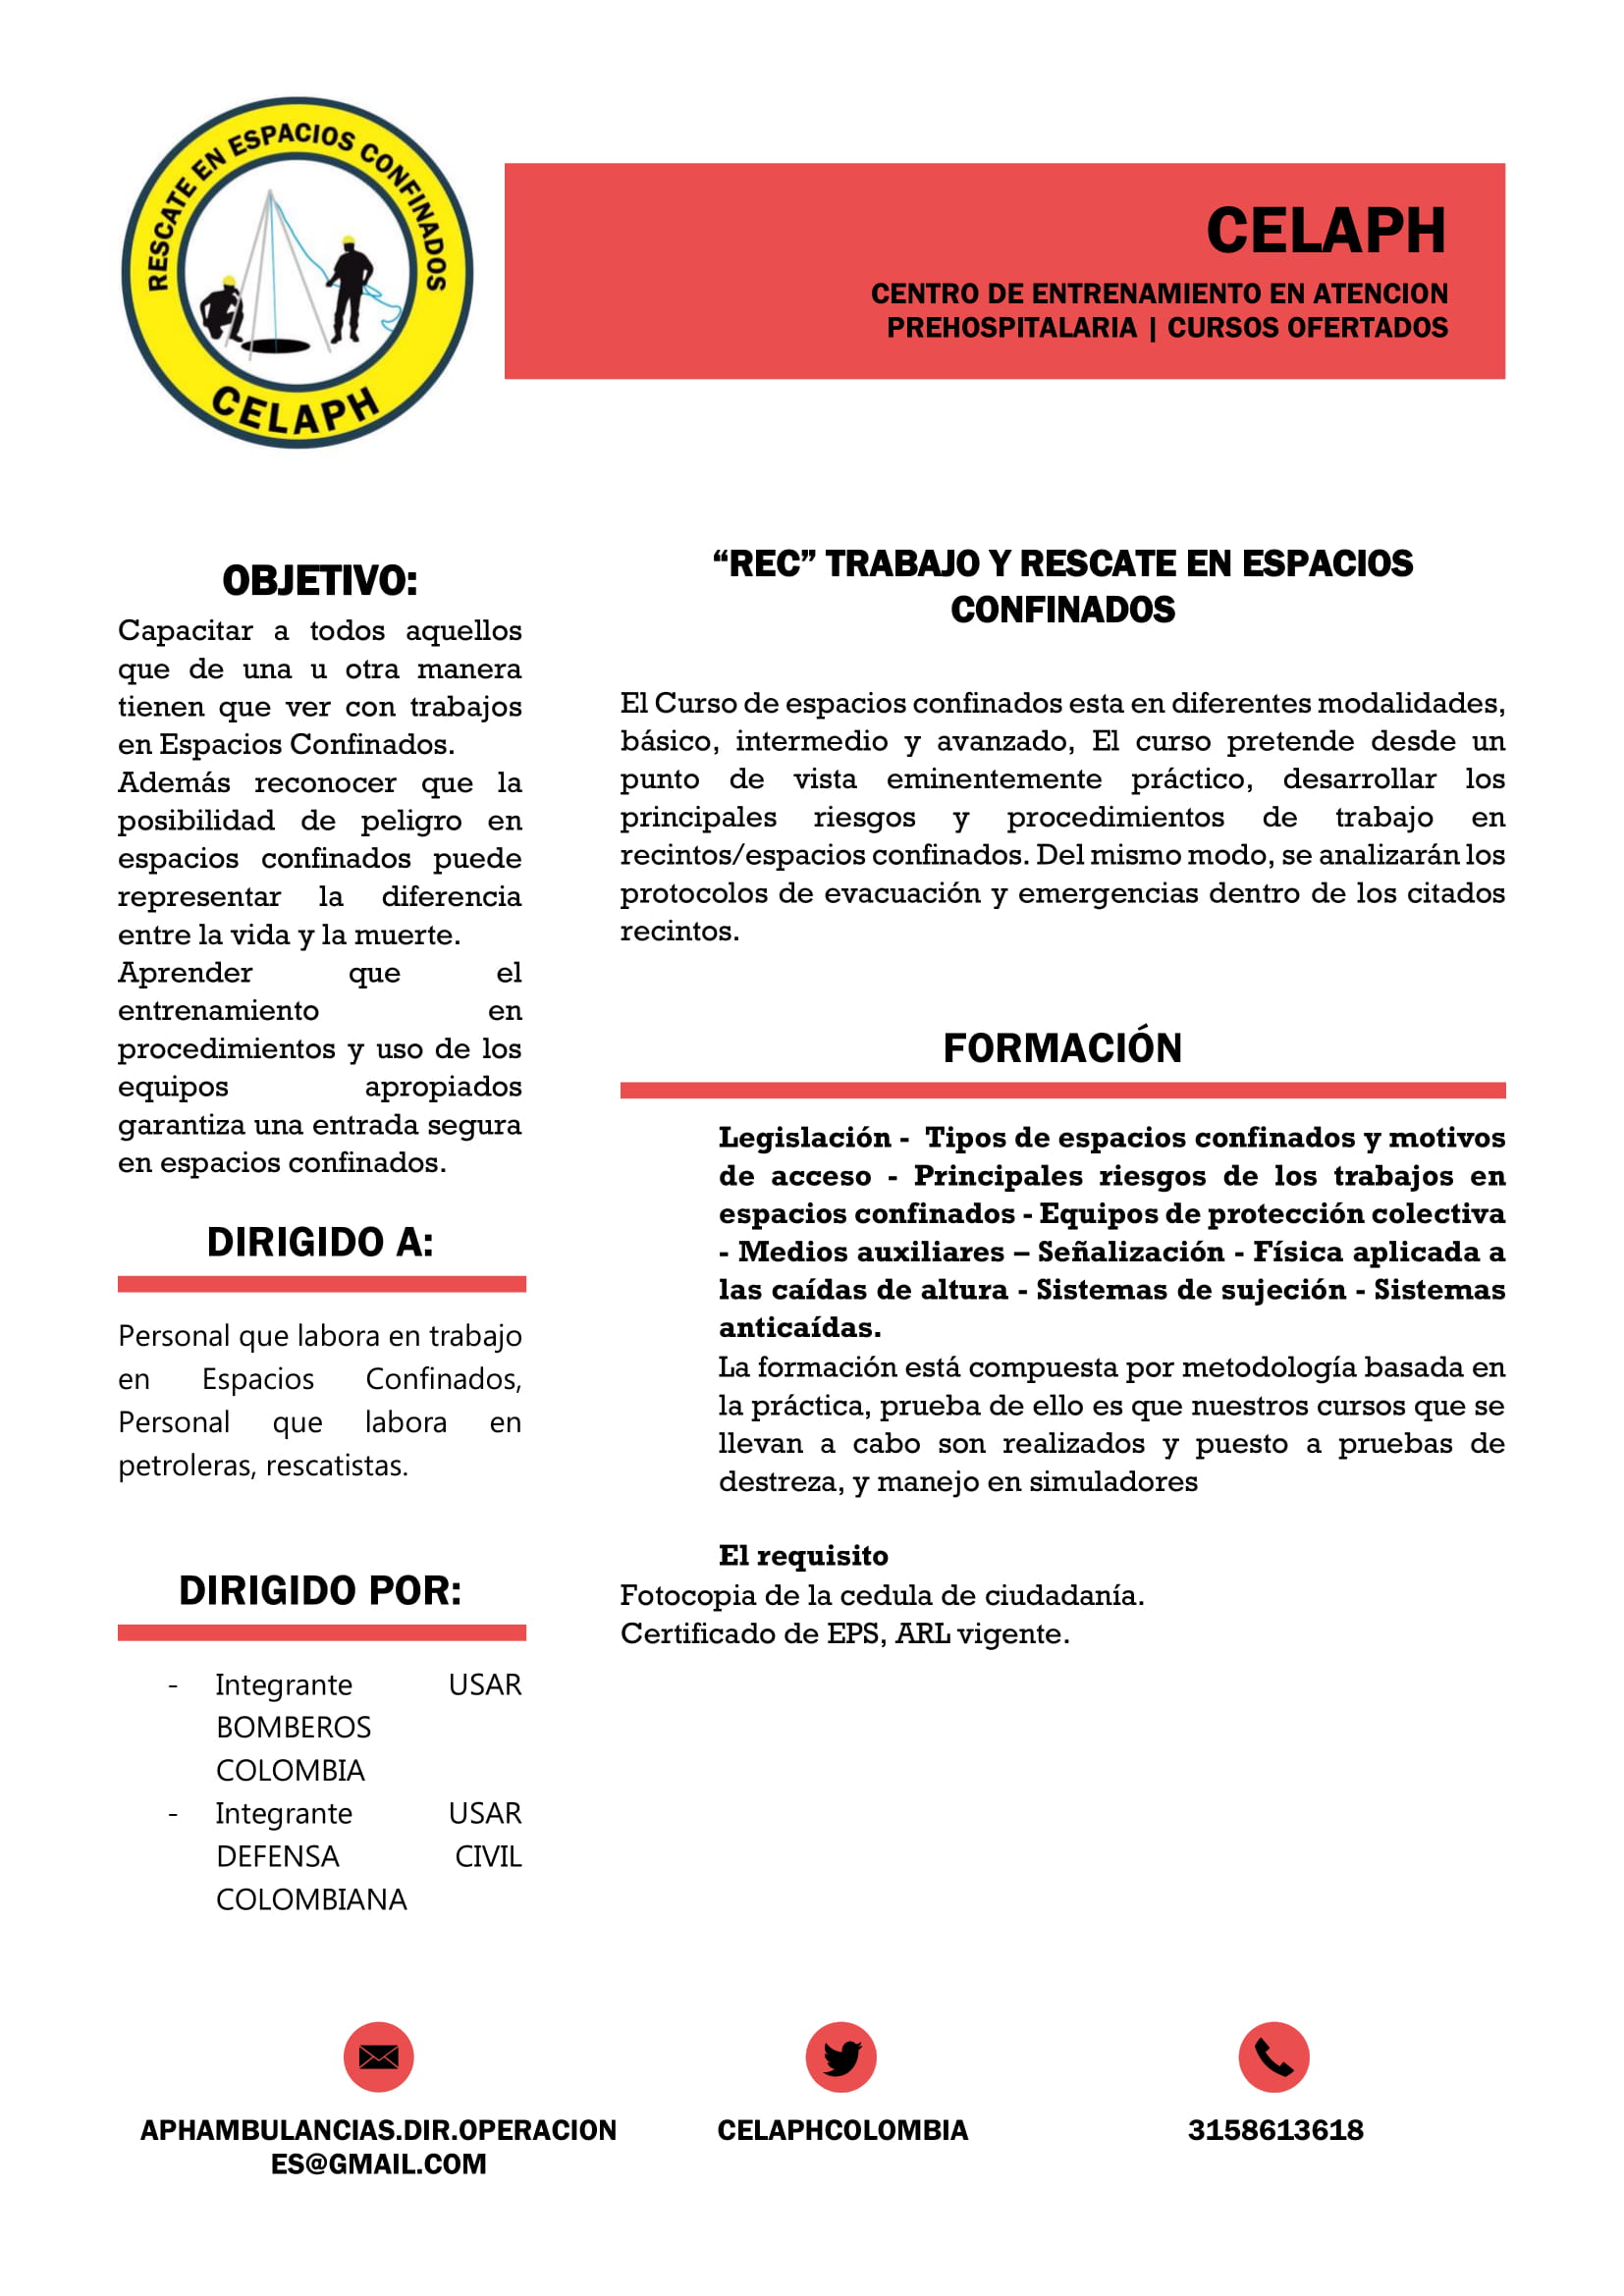 RESCATE EN ESPACIOS CONFINADOS
CELAPH
CELAPH
CENTRO DE ENTRENAMIENTO EN ATENCION
PREHOSPITALARIA | CURSOS OFERTADOS
OBJETIVO:
Capacitar a todos aquellos
que de una u otra manera
tienen que ver con trabajos
en Espacios Confinados.
Además reconocer que la
posibilidad de peligro en
espacios confinados puede
representar la diferencia
entre la vida y la muerte.
Aprender que el
entrenamiento en
procedimientos y uso de los
equipos apropiados
garantiza una entrada segura
en espacios confinados.
DIRIGIDO A:
Personal que labora en trabajo
en Espacios Confinados,
Personal que labora en
petroleras, rescatistas.
DIRIGIDO POR:
- Integrante USAR
BOMBEROS
COLOMBIA
- Integrante USAR
DEFENSA CIVIL
COLOMBIANA
“REC” TRABAJO Y RESCATE EN ESPACIOS
CONFINADOS
El Curso de espacios confinados esta en diferentes modalidades,
básico, intermedio y avanzado, El curso pretende desde un
punto de vista eminentemente práctico, desarrollar los
principales riesgos y procedimientos de trabajo en
recintos/espacios confinados. Del mismo modo, se analizarán los
protocolos de evacuación y emergencias dentro de los citados
recintos.
FORMACIÓN
Legislación - Tipos de espacios confinados y motivos
de acceso - Principales riesgos de los trabajos en
espacios confinados - Equipos de protección colectiva
- Medios auxiliares – Señalización - Física aplicada a
las caídas de altura - Sistemas de sujeción - Sistemas
anticaídas.
La formación está compuesta por metodología basada en
la práctica, prueba de ello es que nuestros cursos que se
llevan a cabo son realizados y puesto a pruebas de
destreza, y manejo en simuladores
El requisito
Fotocopia de la cedula de ciudadanía.
Certificado de EPS, ARL vigente.
APHAMBULANCIAS.DIR.OPERACION
ES@GMAIL.COM
CELAPHCOLOMBIA
3158613618